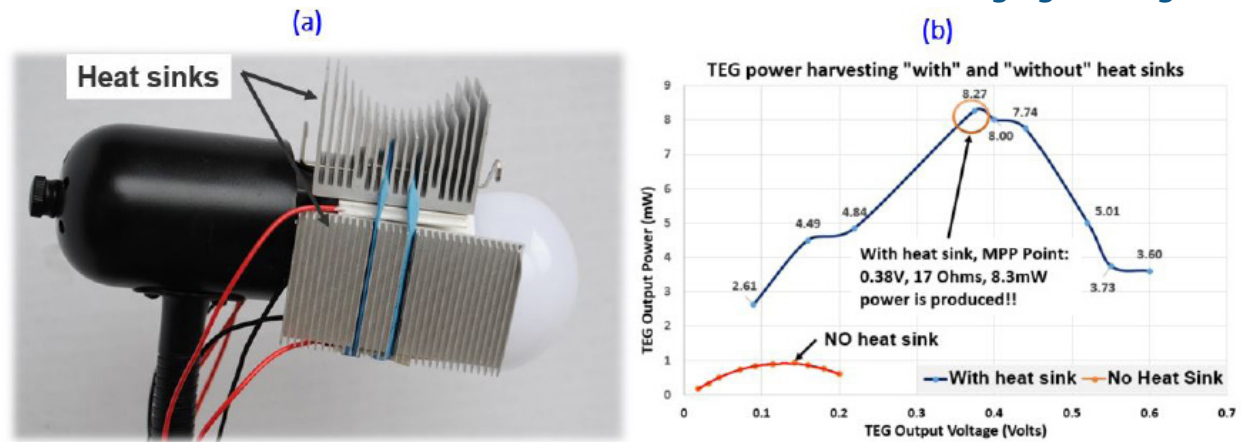 (a)
Heat sinks
(b)
TEG power harvesting "with" and "without" heat sinks
TEG Output Power (mW)
9
8
7
6
5
4
3
2
1
0
2.61
4.49
4.84
8.27
8.00
7.74
5.01
3.73
3.60
With heat sink, MPP Point:
0.38V, 17 Ohms, 8.3mW
power is produced!!
NO heat sink
With heat sink
No Heat Sink
0
0.1
0.2
0.3
0.4
0.5
0.6
0.7
TEG Output Voltage (Volts)